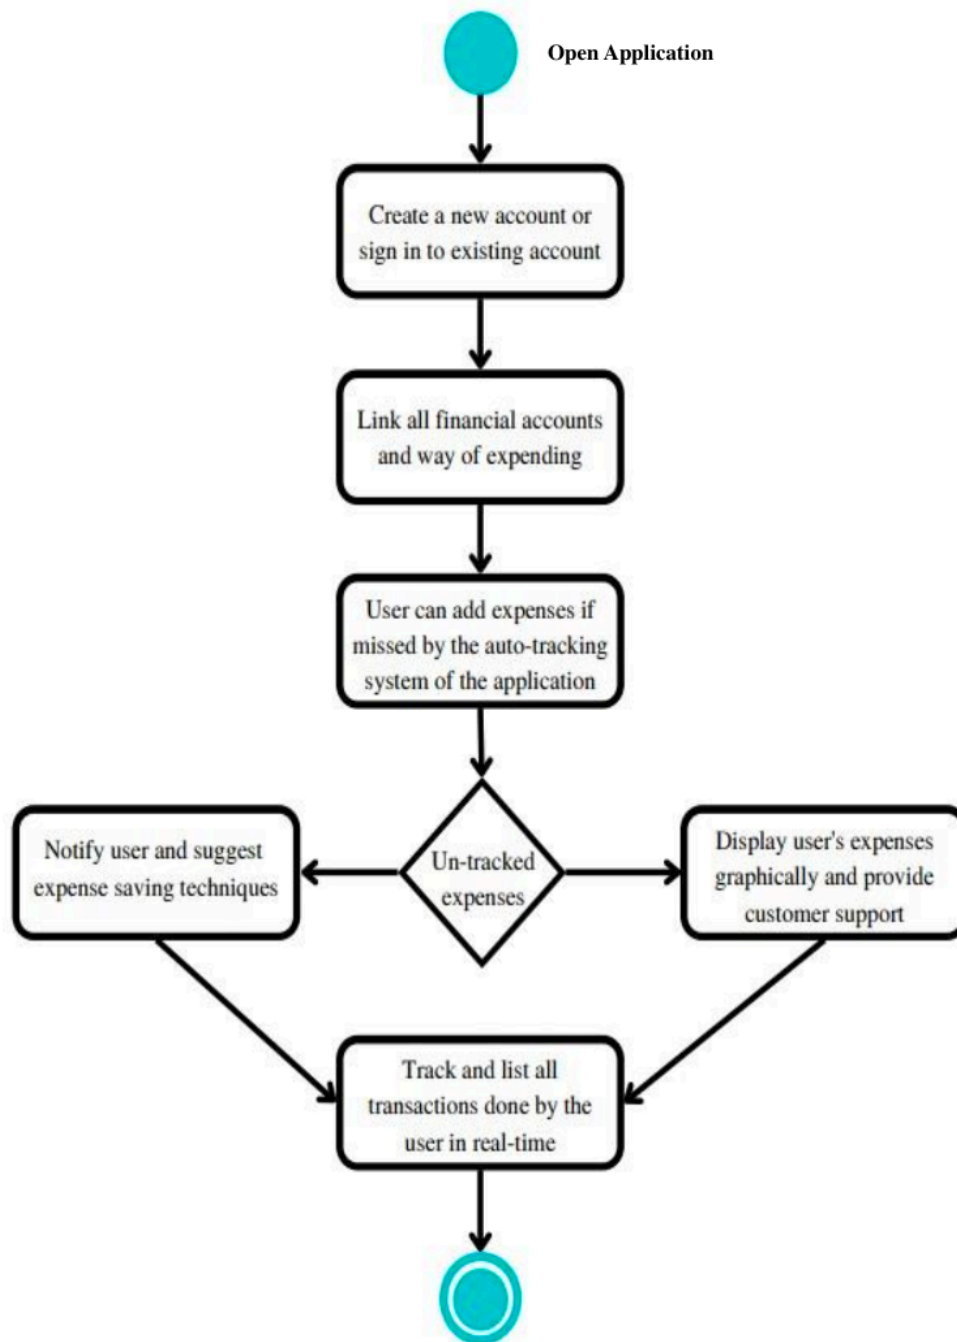 Open Application
Create a new account or
sign in to existing account
Link all financial accounts
and way of expending
User can add expenses if
missed by the auto-tracking
system of the application
Un-tracked
expenses
Notify user and suggest
expense saving techniques
Display user's expenses
graphically and provide
customer support
Track and list all
transactions done by the
user in real-time